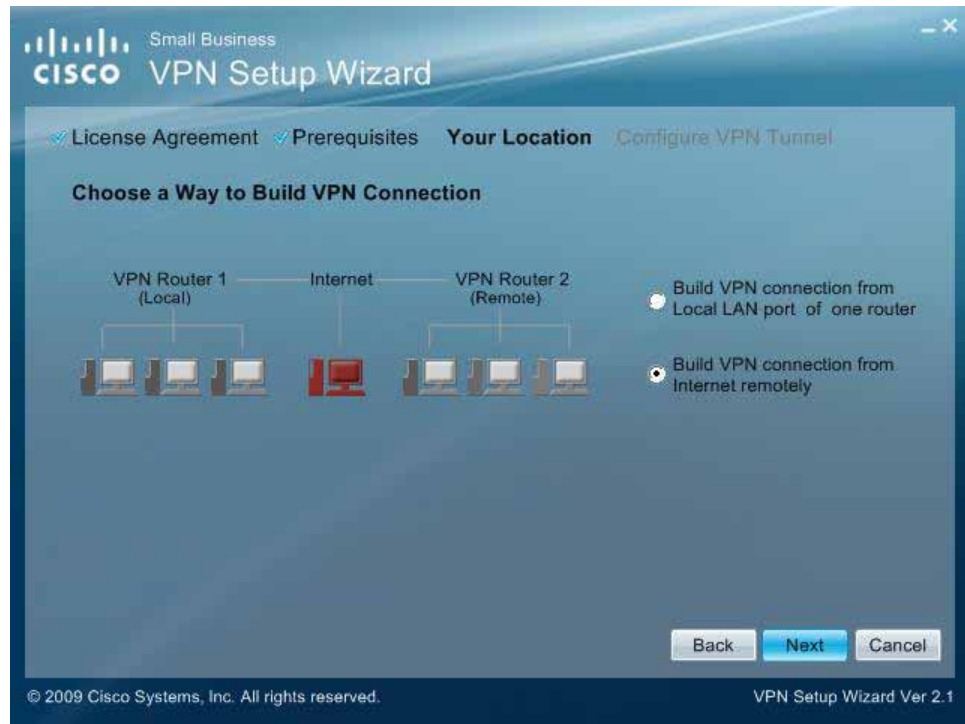 Small Business
CISCO VPN Setup Wizard
License Agreement Prerequisites Your Location Configure VPN Tunnel
Choose a Way to Build VPN Connection
VPN Router 1 Internet VPN Router 2
(Local) (Remote)
Build VPN connection from
Local LAN port of one router
Build VPN connection from
Internet remotely
Back Next Cancel
© 2009 Cisco Systems, Inc. All rights reserved. VPN Setup Wizard Ver 2.1